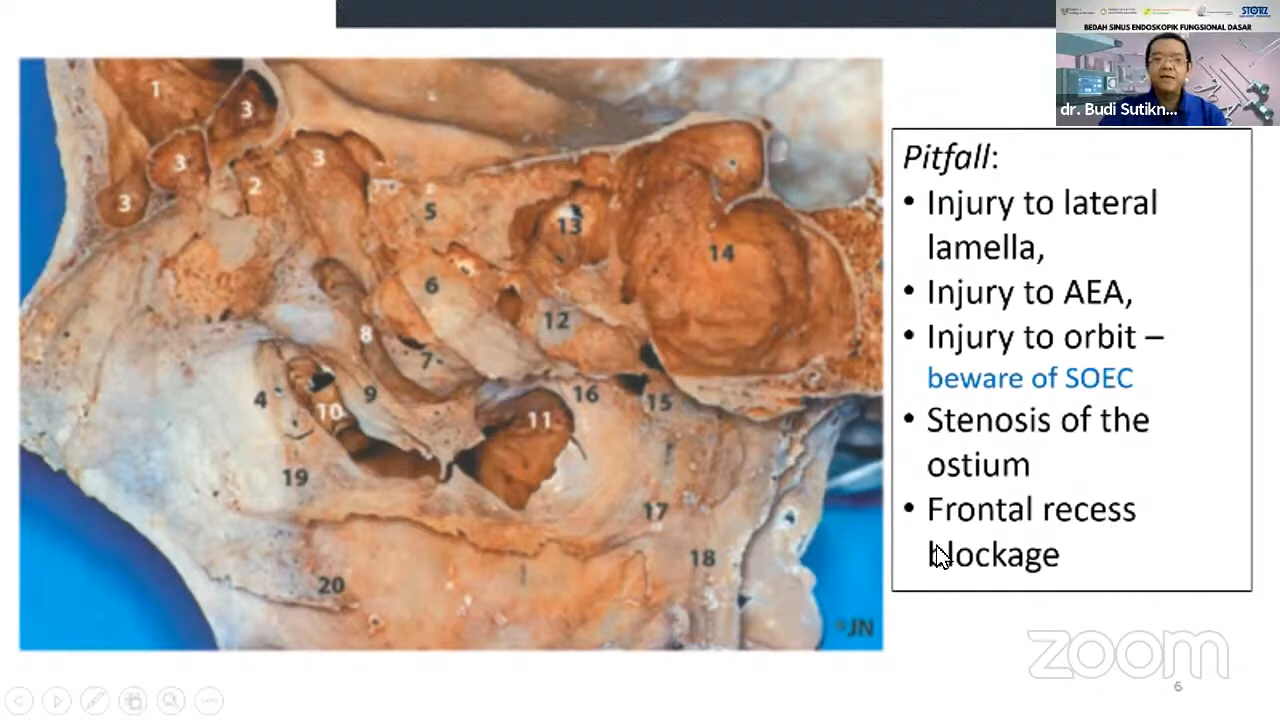 STORZ
BEDAH SINUS ENDOSKOPIK FUNGSIONAL DASAR
dr. Budi Sutikn...
Pitfall:
• Injury to lateral
lamella,
• Injury to AEA,
• Injury to orbit –
beware of SOEC
• Stenosis of the
ostium
• Frontal recess
blockage
1
3
3
3
2
3
5
13
14
6
12
8
7
4
10
9
11
16
15
19
17
18
20
JN
zoom
6